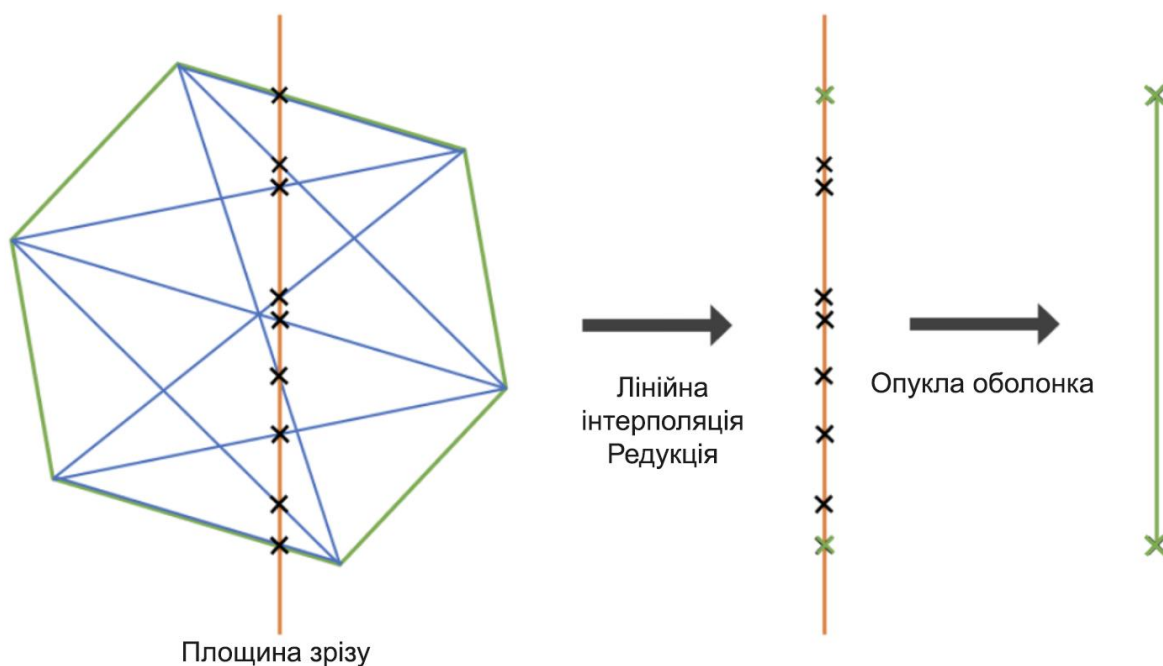 Лінійна
інтерполяція
Редукція
Опукла оболонка
Площина зрізу